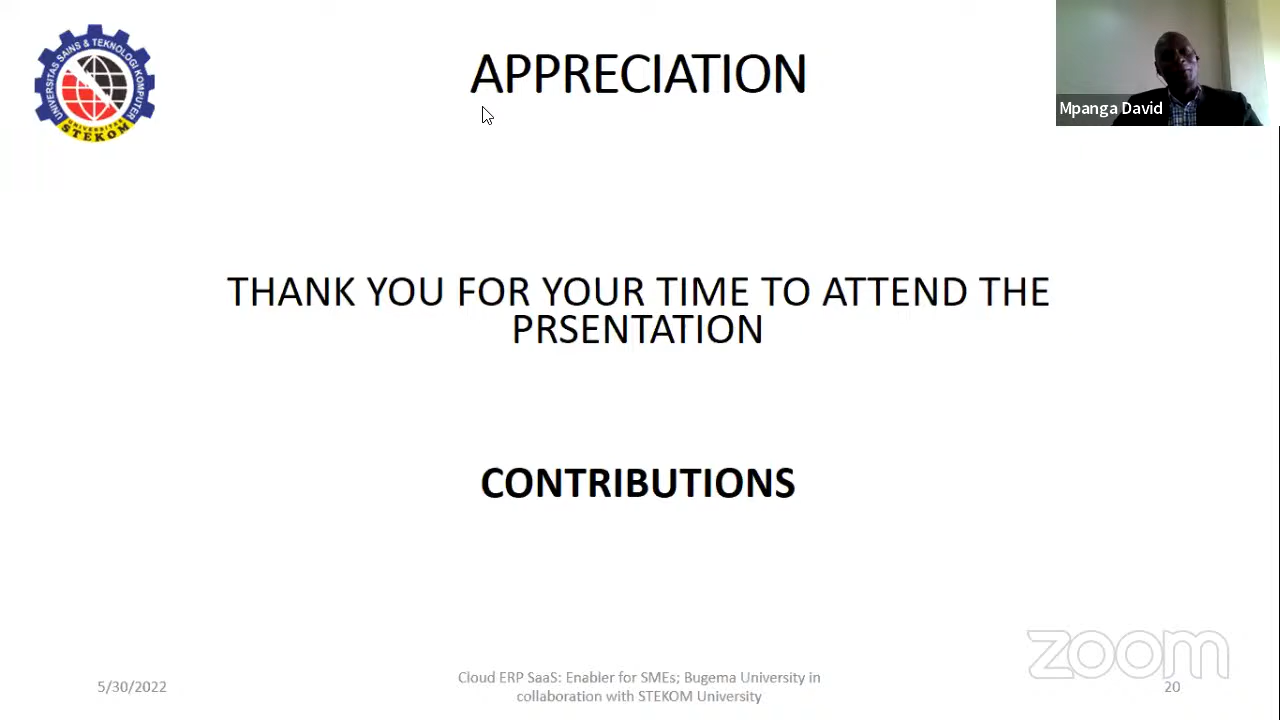 UNIVERSITAS SAINS & TEKNOLOGI KOMPUTER
UNIVERSITAS
STEKOM
APPRECIATION
Mpanga David
THANK YOU FOR YOUR TIME TO ATTEND THE
PRSENTATION
CONTRIBUTIONS
zoom
5/30/2022
Cloud ERP SaaS: Enabler for SMEs; Bugema University in
collaboration with STEKOM University
20